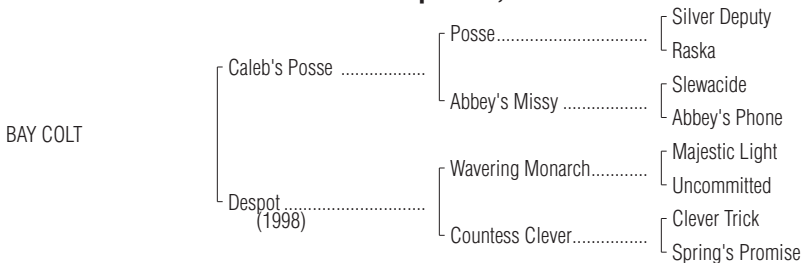 Silver Deputy
Posse................................
Raska
Caleb's Posse ..................
Slewacide
Abbey's Missy ..................
Abbey's Phone
BAY COLT
Majestic Light
Wavering Monarch............
Uncommitted
Despot ..............................
(1998)
Clever Trick
Countess Clever................
Spring's Promise